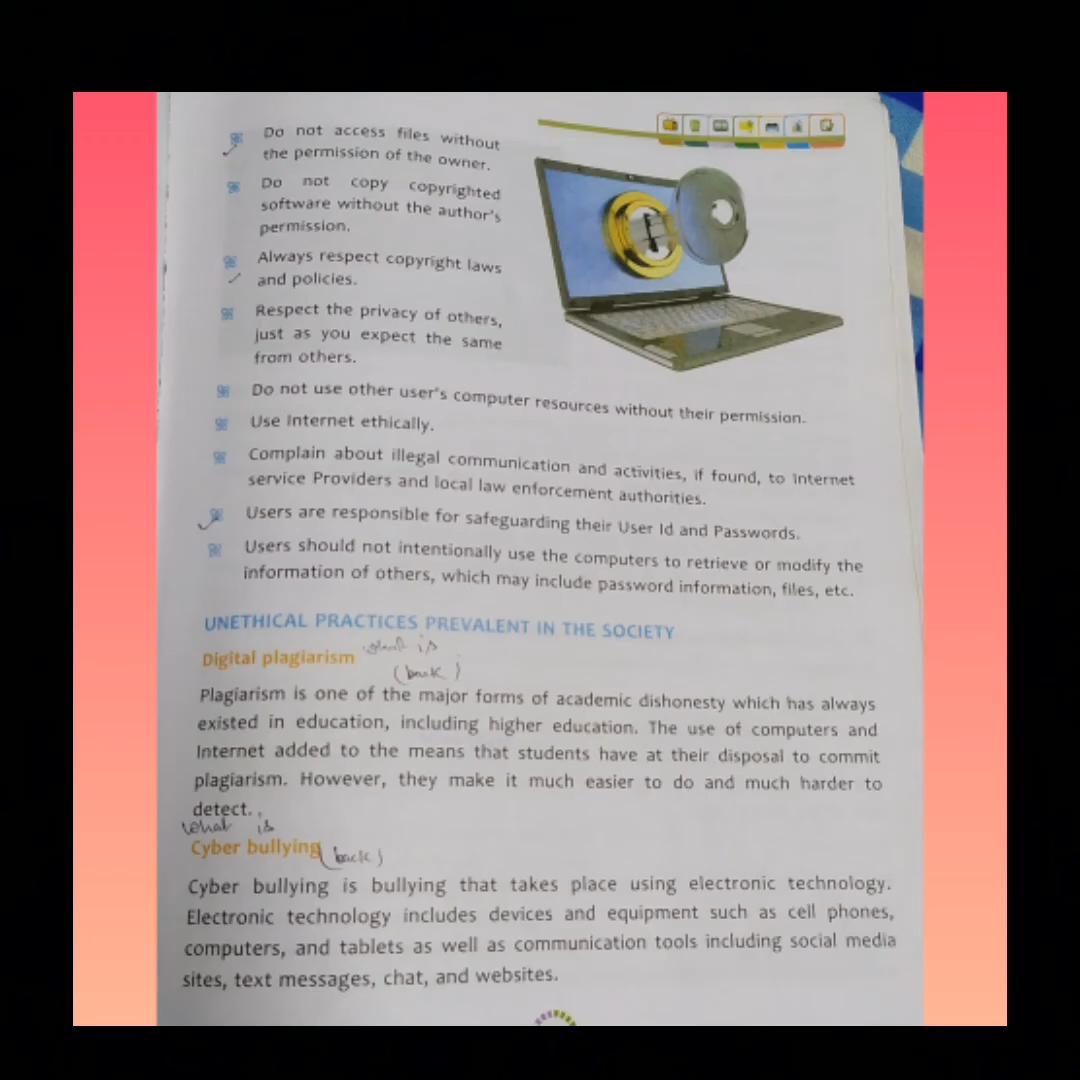 Do not access files without
the permission of the owner.
Do not copy copyrighted
software without the author's
permission.
Always respect copyright laws
and policies.
Respect the privacy of others,
just as you expect the same
from others.
Do not use other user's computer resources without their permission.
Use Internet ethically.
Complain about illegal communication and activities, if found, to Internet
service Providers and local law enforcement authorities.
Users are responsible for safeguarding their User Id and Passwords.
Users should not intentionally use the computers to retrieve or modify the
information of others, which may include password information, files, etc.
UNETHICAL PRACTICES PREVALENT IN THE SOCIETY
what is
Digital plagiarism
(back)
Plagiarism is one of the major forms of academic dishonesty which has always
existed in education, including higher education. The use of computers and
Internet added to the means that students have at their disposal to commit
plagiarism. However, they make it much easier to do and much harder to
detect.
what is
Cyber bullying (back)
Cyber bullying is bullying that takes place using electronic technology.
Electronic technology includes devices and equipment such as cell phones,
computers, and tablets as well as communication tools including social media
sites, text messages, chat, and websites.